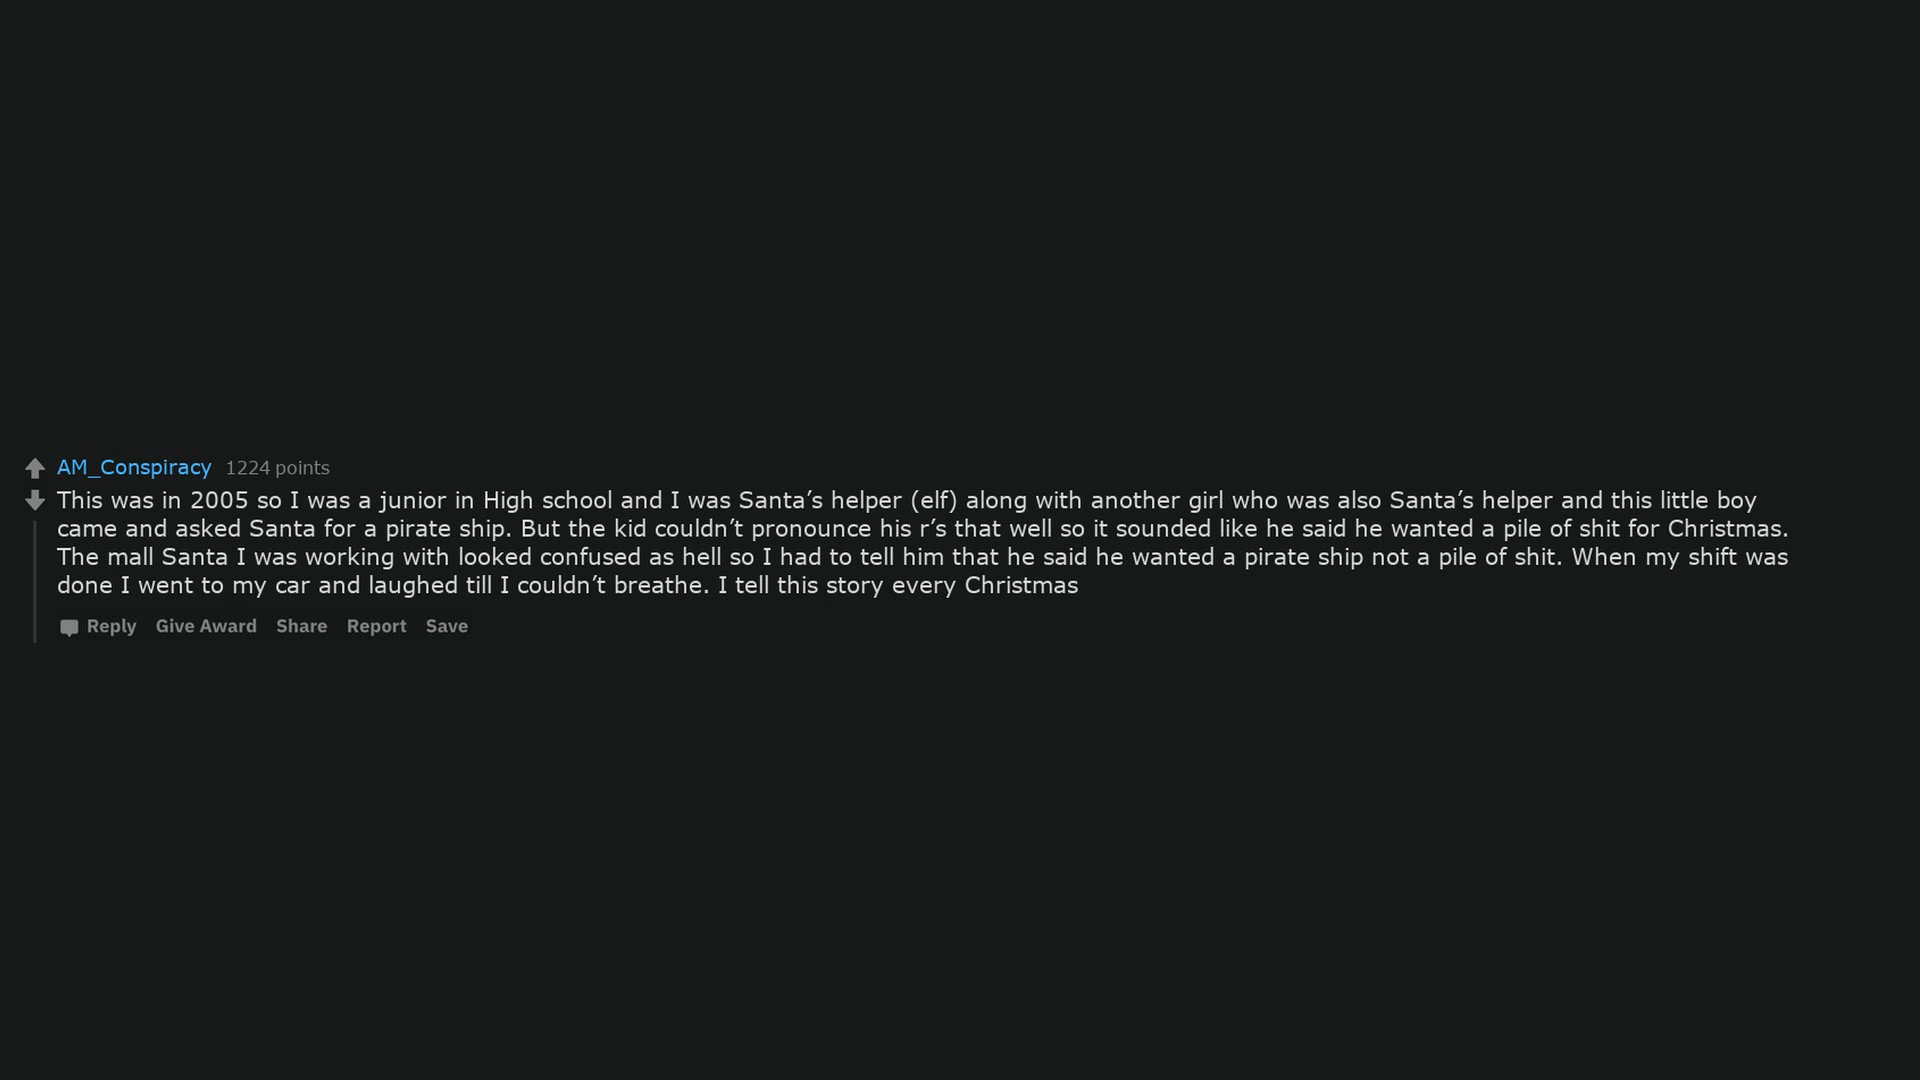 AM_Conspiracy 1224 points
This was in 2005 so I was a junior in High school and I was Santa’s helper (elf) along with another girl who was also Santa’s helper and this little boy
came and asked Santa for a pirate ship. But the kid couldn’t pronounce his r’s that well so it sounded like he said he wanted a pile of shit for Christmas.
The mall Santa I was working with looked confused as hell so I had to tell him that he said he wanted a pirate ship not a pile of shit. When my shift was
done I went to my car and laughed till I couldn’t breathe. I tell this story every Christmas
Reply Give Award Share Report Save